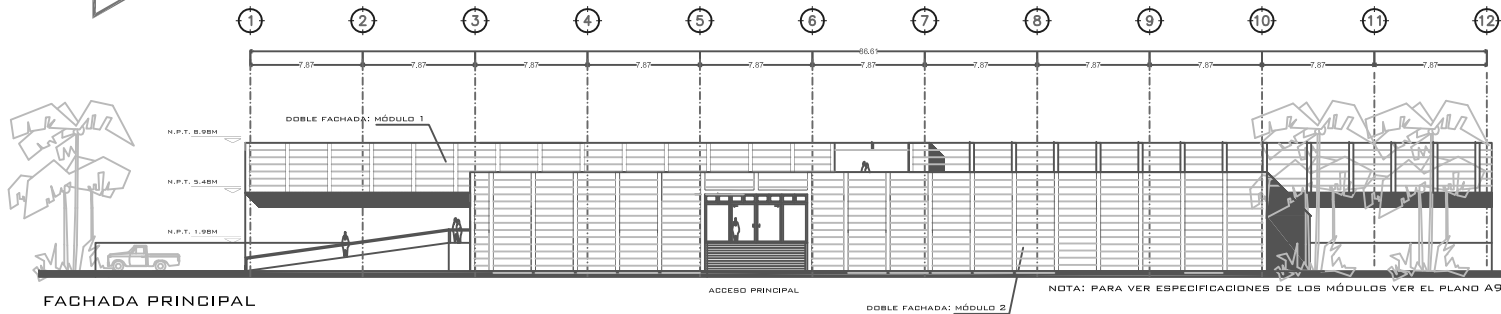 1 2 3 4 5 6 7 8 9 10 11 12
86.61
7.87 7.87 7.87 7.87 7.87 7.87 7.87 7.87 7.87 7.87 7.87
DOBLE FACHADA: MÓDULO 1
N.P.T. 8.98M
N.P.T. 5.48M
N.P.T. 1.98M
ACCESO PRINCIPAL
NOTA: PARA VER ESPECIFICACIONES DE LOS MÓDULOS VER EL PLANO A9
FACHADA PRINCIPAL
DOBLE FACHADA: MÓDULO 2